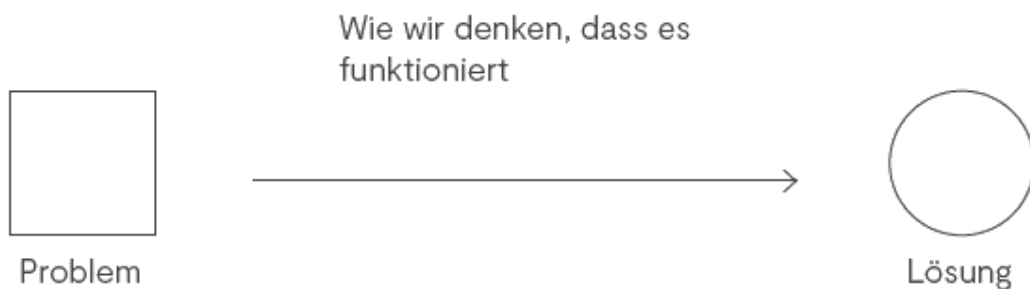 Wie wir denken, dass es
funktioniert
Problem
Lösung